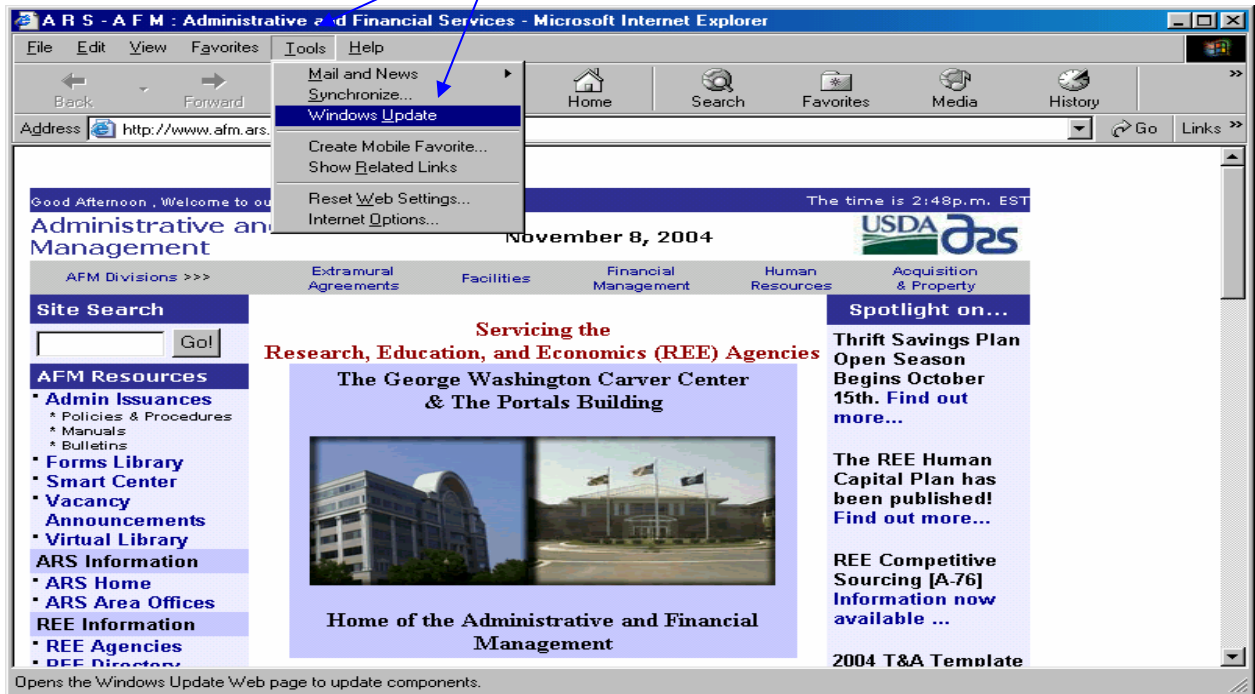 A R S - A F M : Administrative and Financial Services - Microsoft Internet Explorer
File Edit View Favorites Tools Help
Back Forward Home Search Favorites Media History »
Mail and News
Synchronize...
Windows Update
Create Mobile Favorite...
Show Related Links
Reset Web Settings...
Internet Options...
Address http://www.afm.ars. Go Links »
Good Afternoon , Welcome to ou
The time is 2:48p.m. EST
Administrative an
Management
November 8, 2004
USDA ars
AFM Divisions >>>
Extramural
Agreements
Facilities
Financial
Management
Human
Resources
Acquisition
& Property
Site Search
Go!
AFM Resources
Admin Issuances
* Policies & Procedures
* Manuals
* Bulletins
Forms Library
Smart Center
Vacancy
Announcements
Virtual Library
ARS Information
ARS Home
ARS Area Offices
REE Information
REE Agencies
REE Directory
Servicing the
Research, Education, and Economics (REE) Agencies
The George Washington Carver Center
& The Portals Building
Home of the Administrative and Financial
Management
Spotlight on...
Thrift Savings Plan
Open Season
Begins October
15th. Find out
more...
The REE Human
Capital Plan has
been published!
Find out more...
REE Competitive
Sourcing [A-76]
Information now
available ...
2004 T&A Template
Opens the Windows Update Web page to update components.